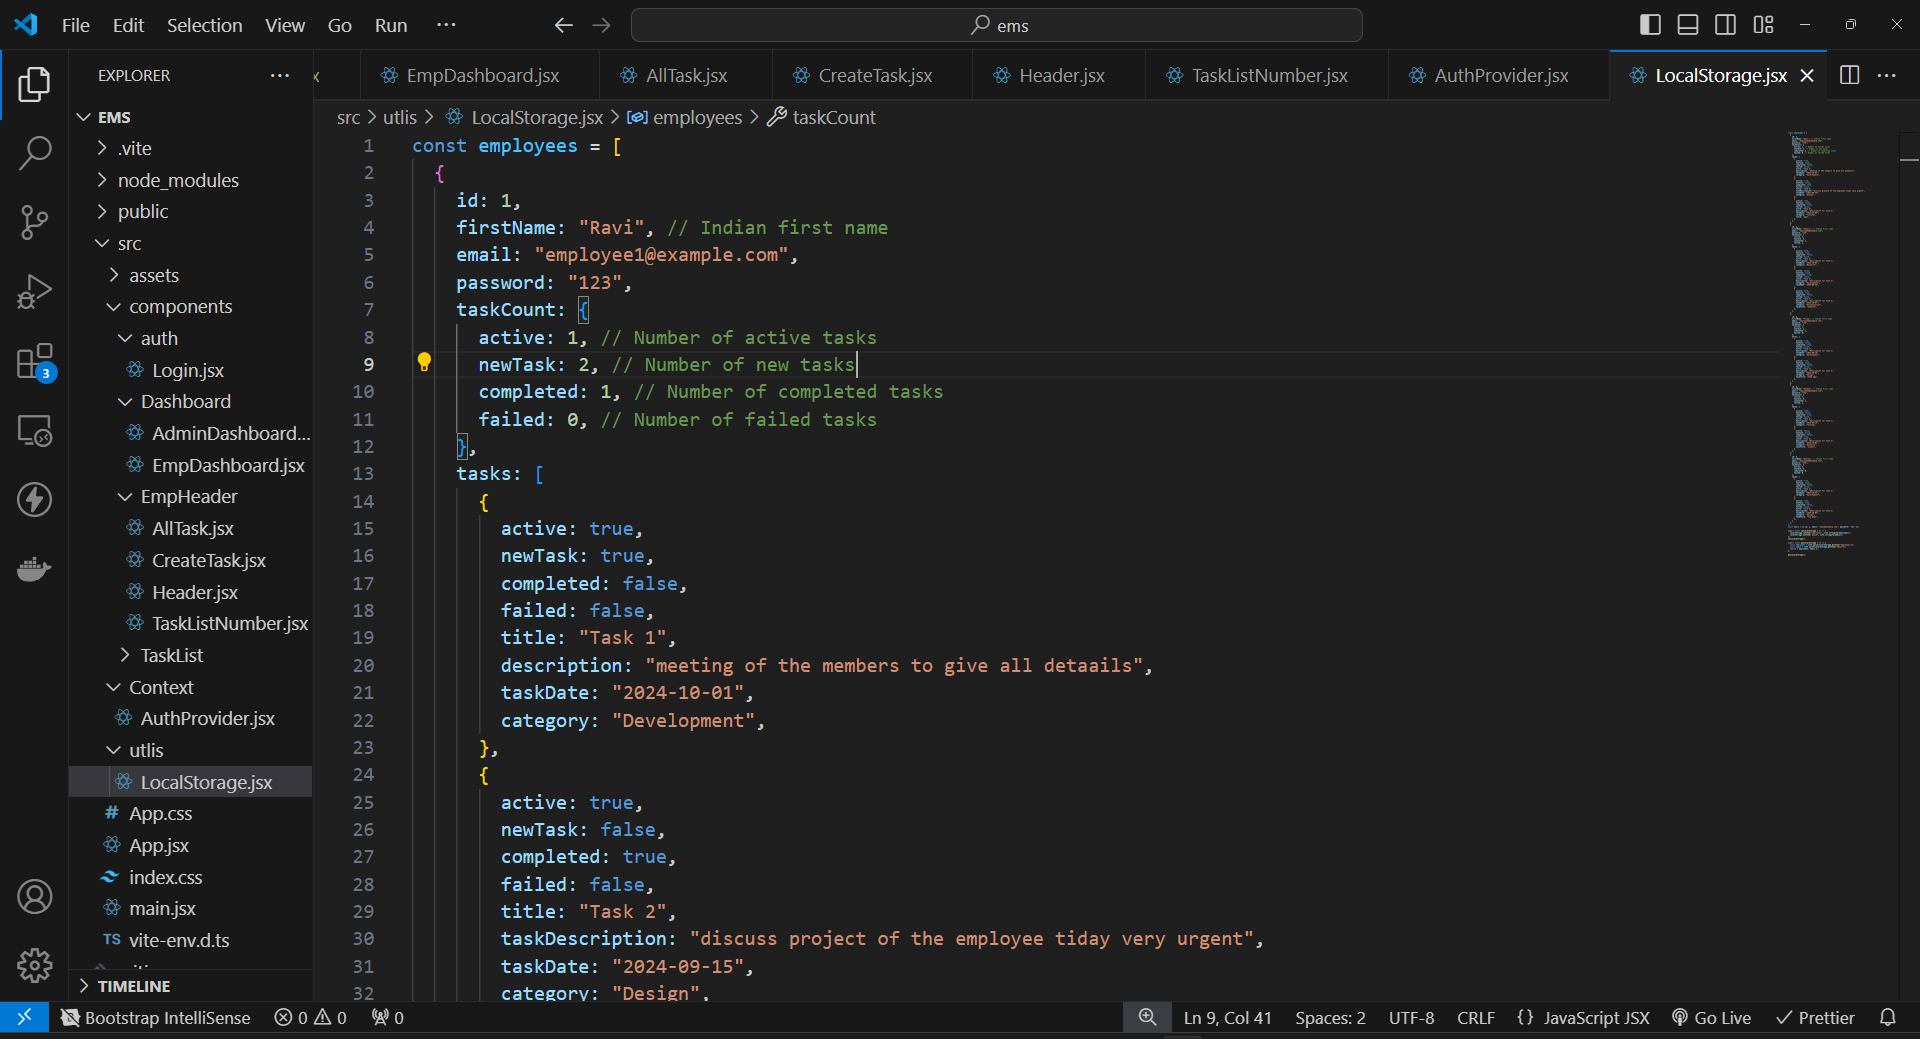 File Edit Selection View Go Run ··· ems
EXPLORER ···
EmpDashboard.jsx AllTask.jsx CreateTask.jsx Header.jsx TaskListNumber.jsx AuthProvider.jsx LocalStorage.jsx
EMS
.vite
node_modules
public
src
assets
components
auth
Login.jsx
Dashboard
AdminDashboard...
EmpDashboard.jsx
EmpHeader
AllTask.jsx
CreateTask.jsx
Header.jsx
TaskListNumber.jsx
TaskList
Context
AuthProvider.jsx
utlis
LocalStorage.jsx
# App.css
App.jsx
index.css
main.jsx
TS vite-env.d.ts
TIMELINE
3
src > utlis > LocalStorage.jsx > employees > taskCount
1 const employees = [
2 {
3 id: 1,
4 firstName: "Ravi", // Indian first name
5 email: "employee1@example.com",
6 password: "123",
7 taskCount: {
8 active: 1, // Number of active tasks
9 newTask: 2, // Number of new tasks
10 completed: 1, // Number of completed tasks
11 failed: 0, // Number of failed tasks
12 },
13 tasks: [
14 {
15 active: true,
16 newTask: true,
17 completed: false,
18 failed: false,
19 title: "Task 1",
20 description: "meeting of the members to give all detaails",
21 taskDate: "2024-10-01",
22 category: "Development",
23 },
24 {
25 active: true,
26 newTask: false,
27 completed: true,
28 failed: false,
29 title: "Task 2",
30 taskDescription: "discuss project of the employee tiday very urgent",
31 taskDate: "2024-09-15",
32 category: "Design",
Bootstrap IntelliSense 0 0 0 Ln 9, Col 41 Spaces: 2 UTF-8 CRLF {} JavaScript JSX Go Live Prettier